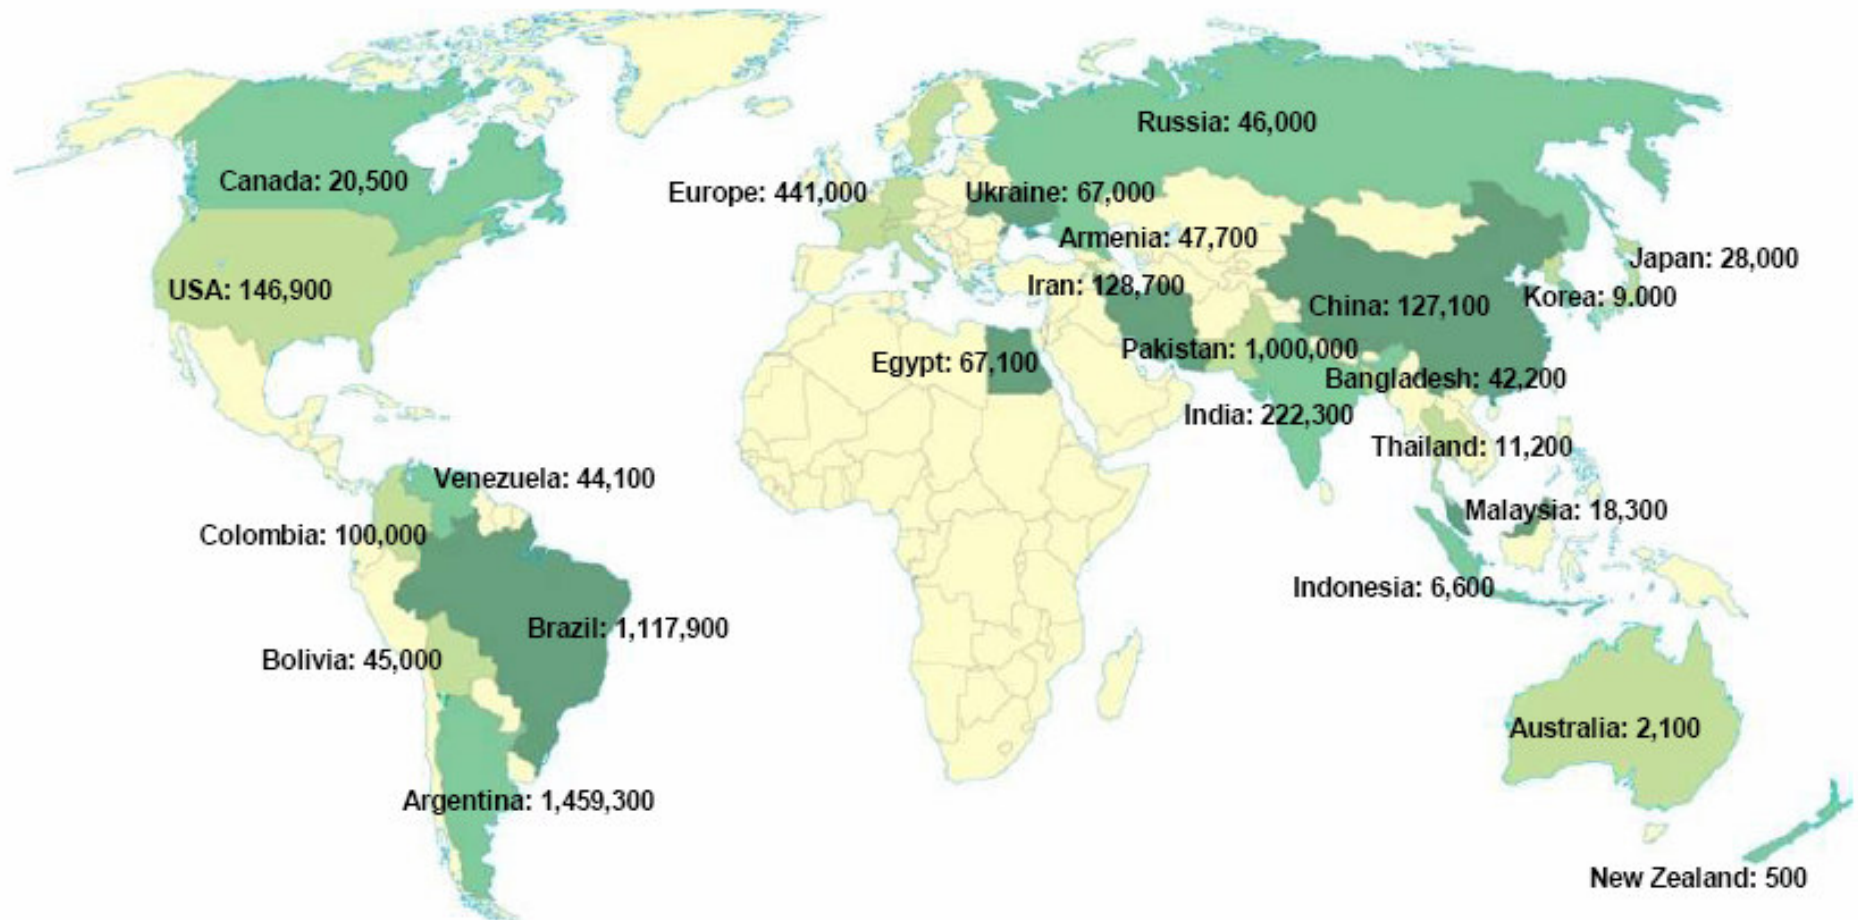 Russia: 46,000
Canada: 20,500
Europe: 441,000
Ukraine: 67,000
Armenia: 47,700
Japan: 28,000
USA: 146,900
Iran: 128,700
China: 127,100
Korea: 9.000
Egypt: 67,100
Pakistan: 1,000,000
Bangladesh: 42,200
India: 222,300
Thailand: 11,200
Venezuela: 44,100
Malaysia: 18,300
Colombia: 100,000
Indonesia: 6,600
Brazil: 1,117,900
Bolivia: 45,000
Australia: 2,100
Argentina: 1,459,300
New Zealand: 500